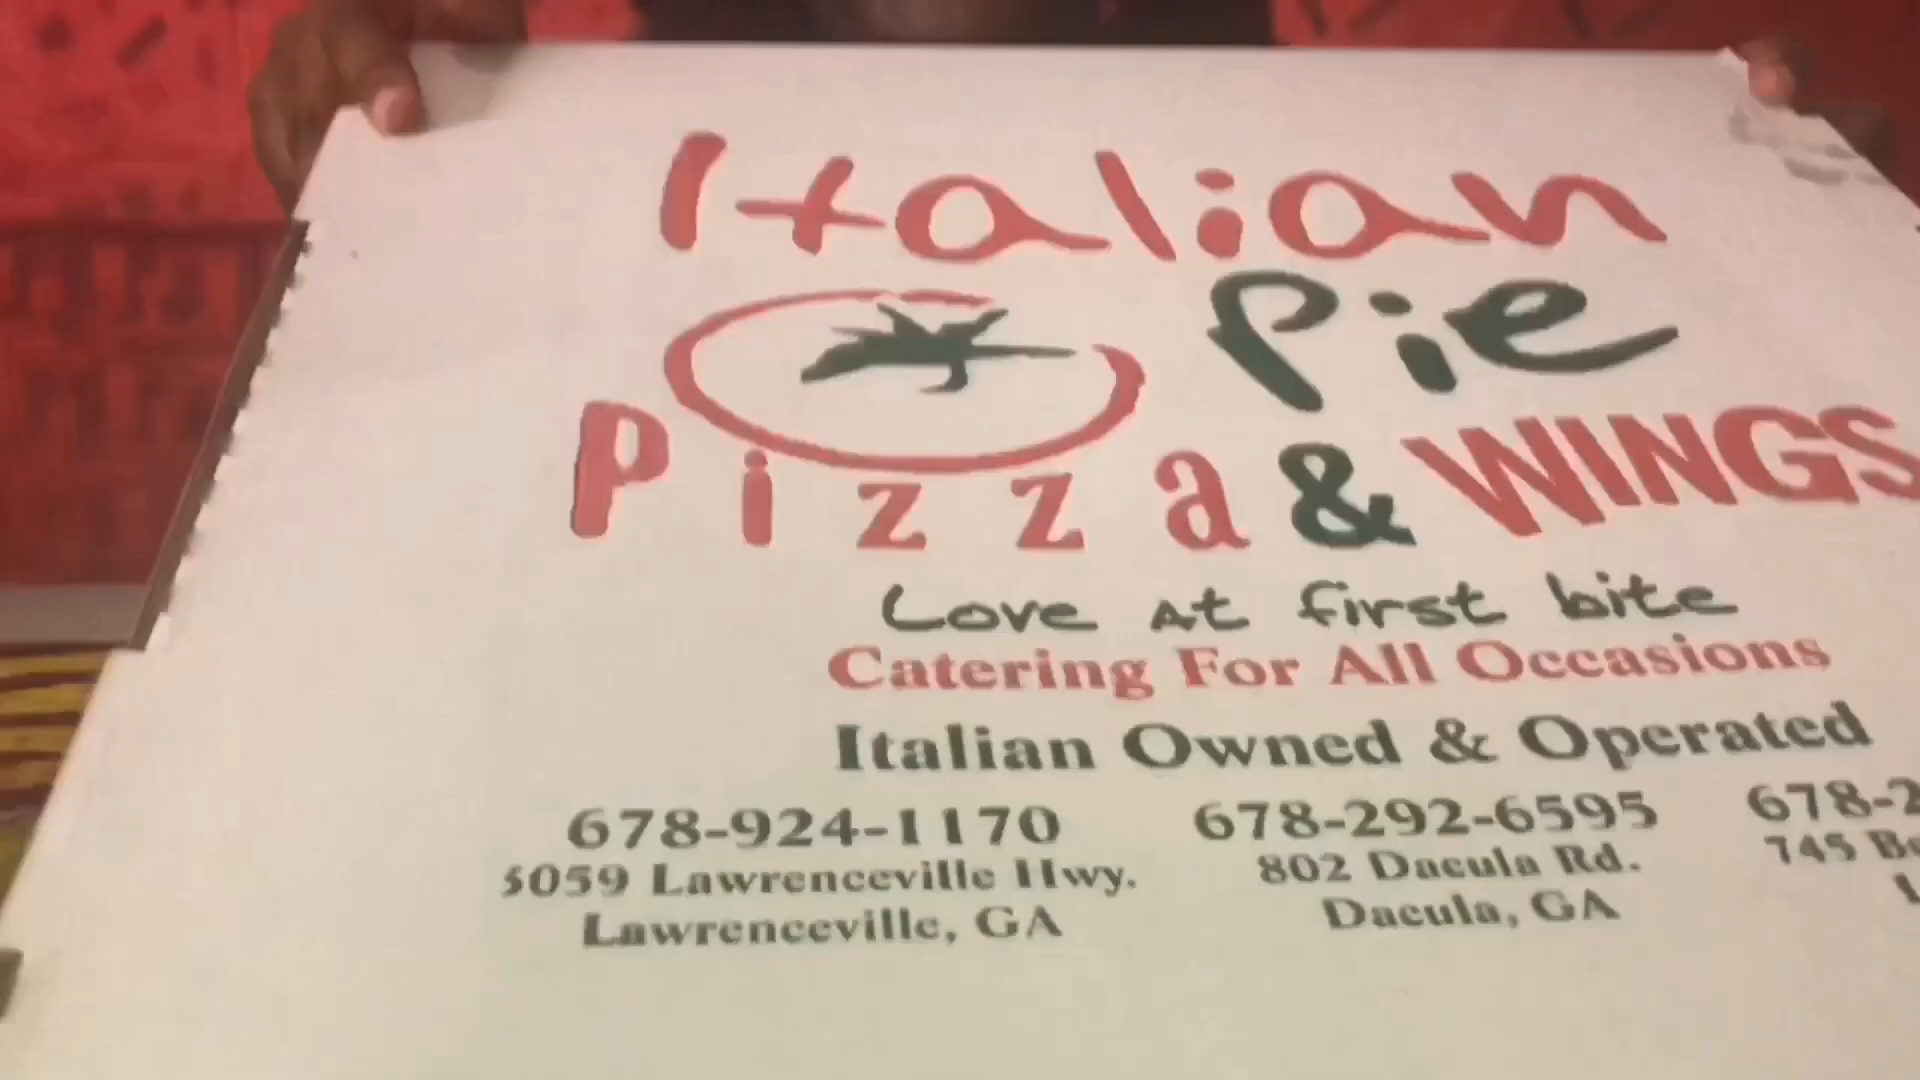 Italian
Pie
Pizza & WINGS
Love at first bite
Catering For All Occasions
Italian Owned & Operated
678-924-1170 678-292-6595 678-2
5059 Lawrenceville Hwy. 802 Dacula Rd. 745
Lawrenceville, GA Dacula, GA